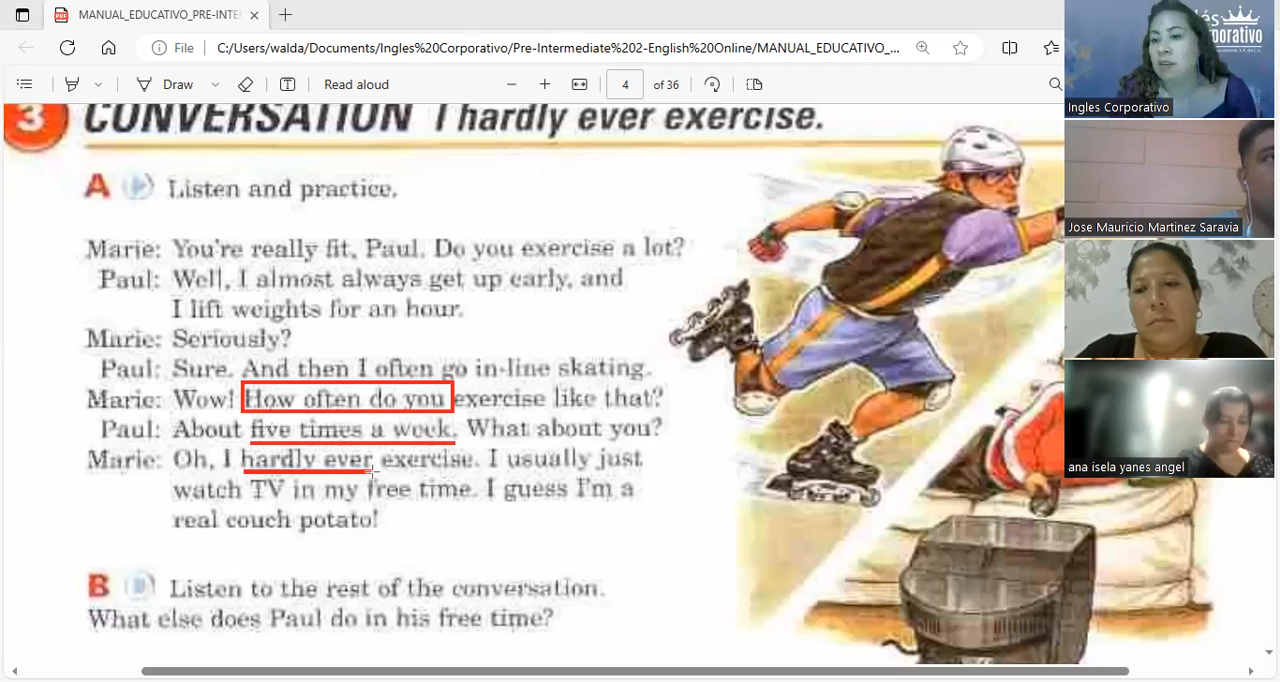 MANUAL_EDUCATIVO_PRE-INTE
File
C:/Users/walda/Documents/Ingles%20Corporativo/Pre-Intermediate%202-English%20Online/MANUAL_EDUCATIVO_...
Draw
Read aloud
4
of 36
3 CONVERSATION I hardly ever exercise.
A Listen and practice.
Marie: You're really fit, Paul. Do you exercise a lot?
Paul: Well, I almost always get up early, and
I lift weights for an hour.
Marie: Seriously?
Paul: Sure. And then I often go in-line skating.
Marie: Wow! How often do you exercise like that?
Paul: About five times a week. What about you?
Marie: Oh, I hardly ever exercise. I usually just
watch TV in my free time. I guess I'm a
real couch potato!
B Listen to the rest of the conversation.
What else does Paul do in his free time?
Ingles Corporativo
Jose Mauricio Martinez Saravia
ana isela yanes angel